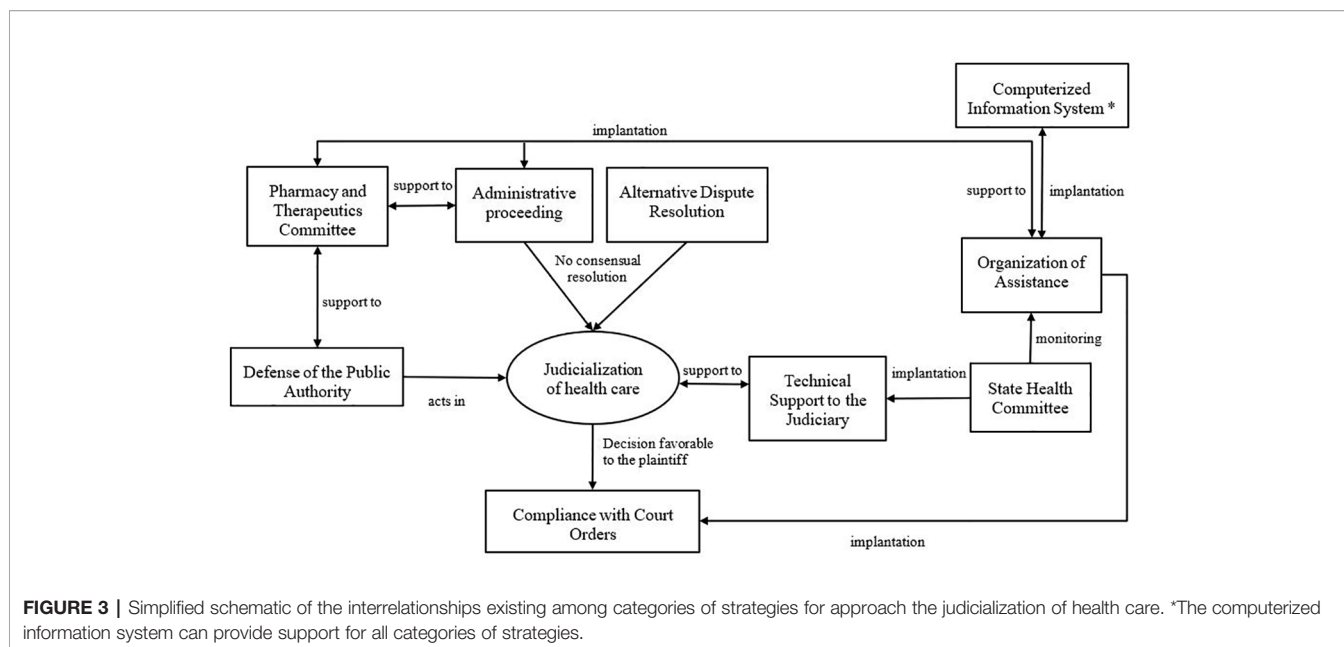 Computerized
Information System *
implantation
Pharmacy and
Therapeutics
Committee
support to
Administrative
proceeding
Alternative Dispute
Resolution
support to
implantation
No consensual
resolution
Organization of
Assistance
support to
monitoring
Defense of the Public
Authority
acts in
Judicialization
of health care
support to
Technical
Support to the
Judiciary
implantation
State Health
Committee
Decision favorable
to the plaintiff
Compliance with Court
Orders
implantation
FIGURE 3 | Simplified schematic of the interrelationships existing among categories of strategies for approach the judicialization of health care. *The computerized
information system can provide support for all categories of strategies.